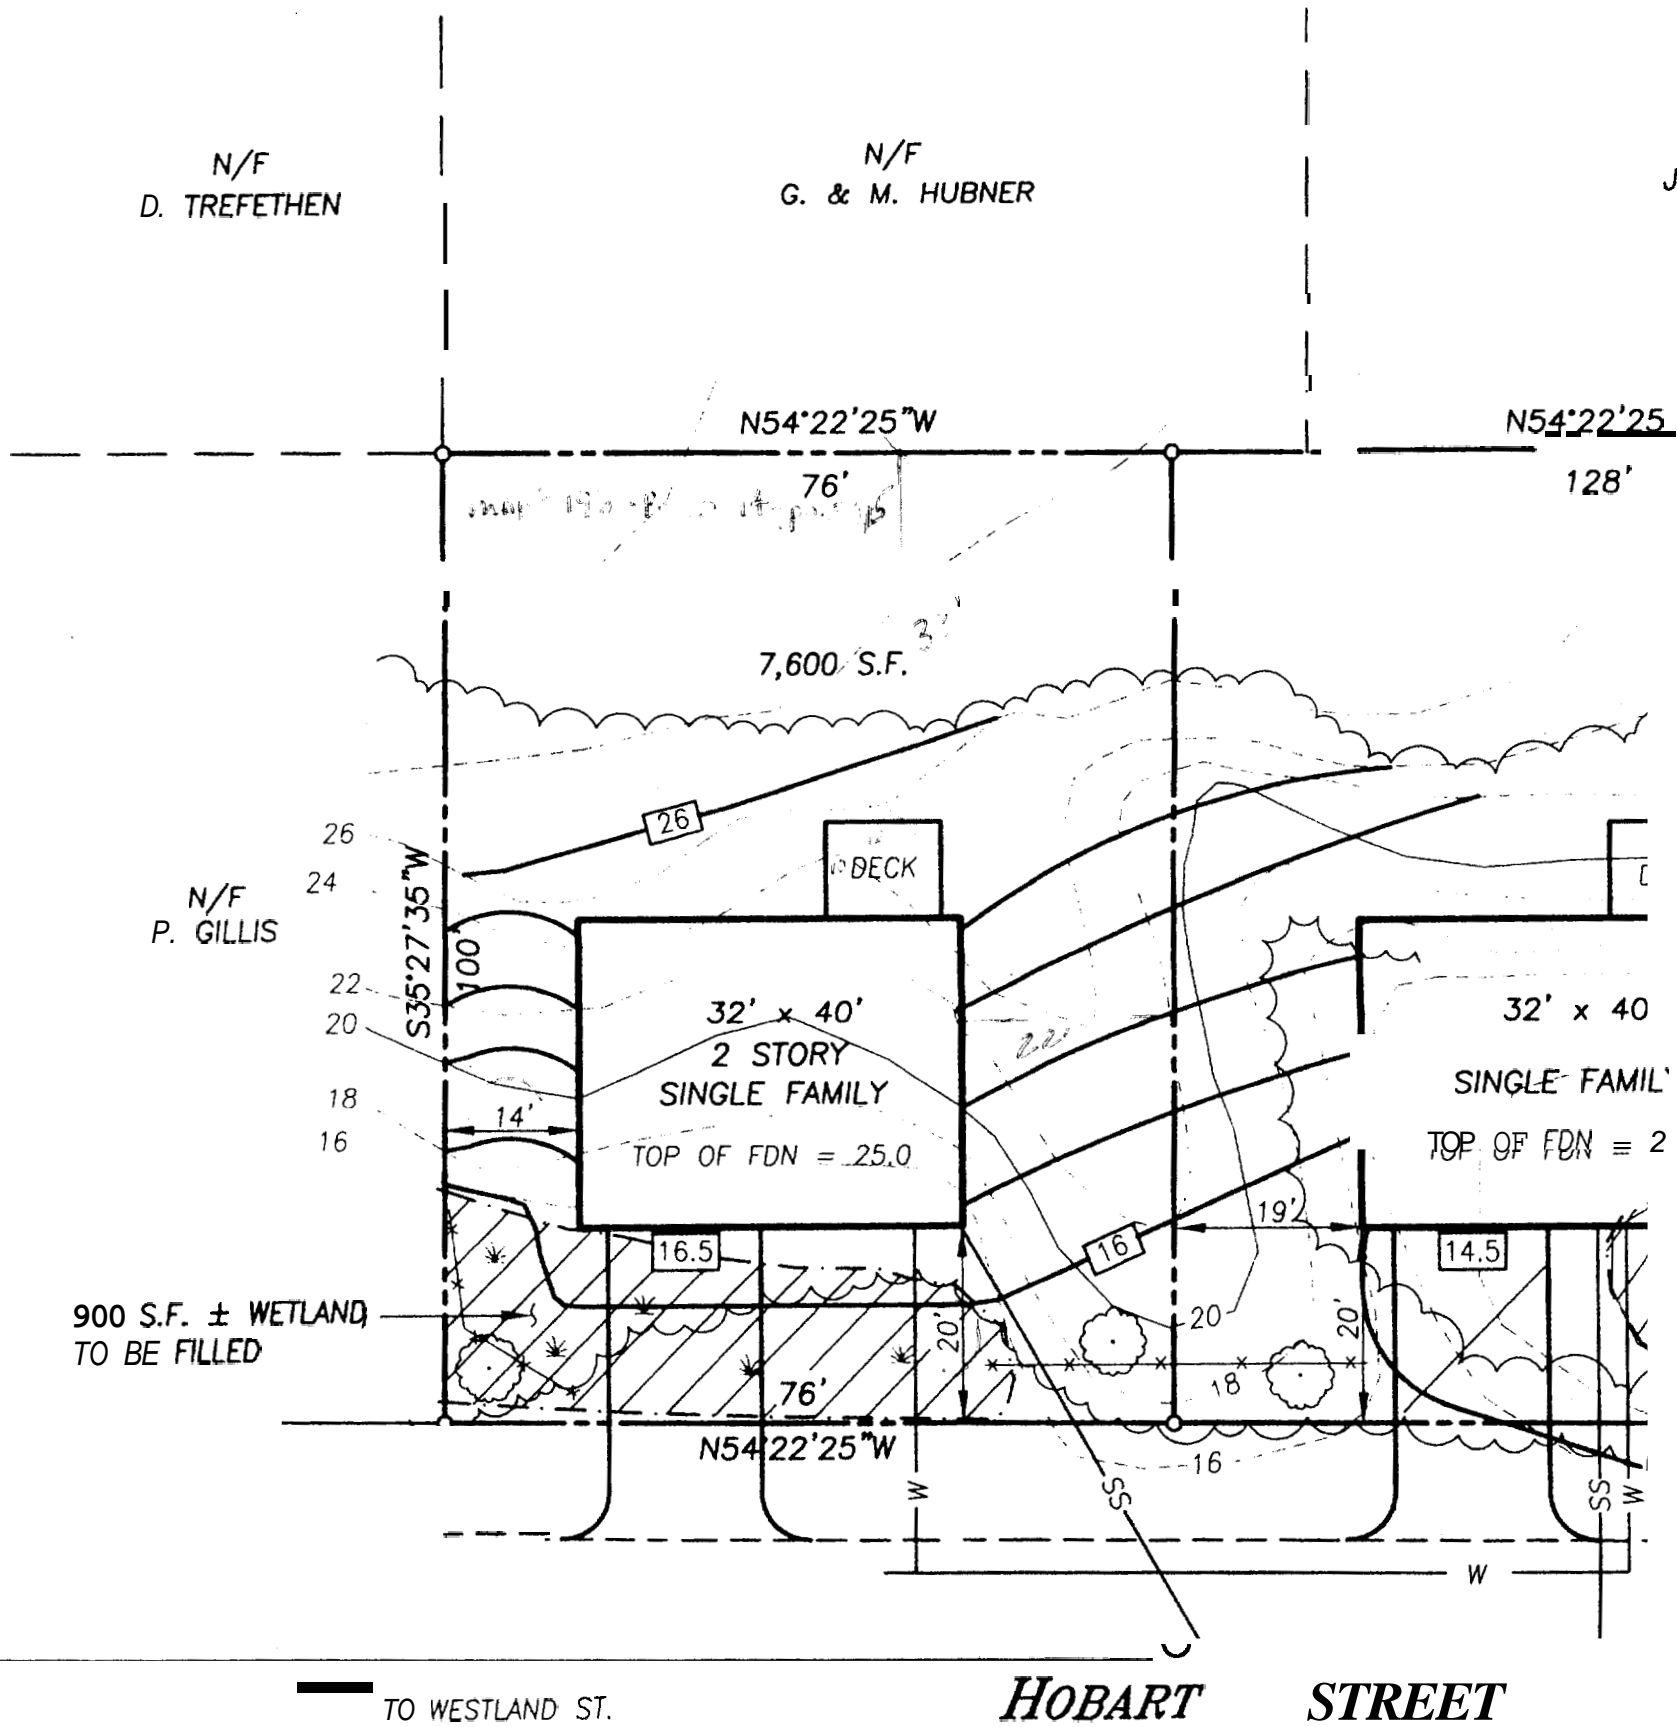 N/F
D. TREFETHEN
N/F
G. & M. HUBNER
J
N54°22'25"W
76'
N54°22'25
128'
7,600 S.F.
26
DECK
26
24
N/F
P. GILLIS
S35°27'35"W
100'
22
20
18
16
14'
32' x 40'
2 STORY
SINGLE FAMILY
TOP OF FDN = 25.0
22'
32' x 40
SINGLE FAMIL
TOP OF FDN = 2
16.5
16
19'
14.5
900 S.F. ± WETLAND
TO BE FILLED
20'
20
20'
18
76'
N54°22'25"W
16
W
SS
SS
W
W
TO WESTLAND ST.
HOBART STREET